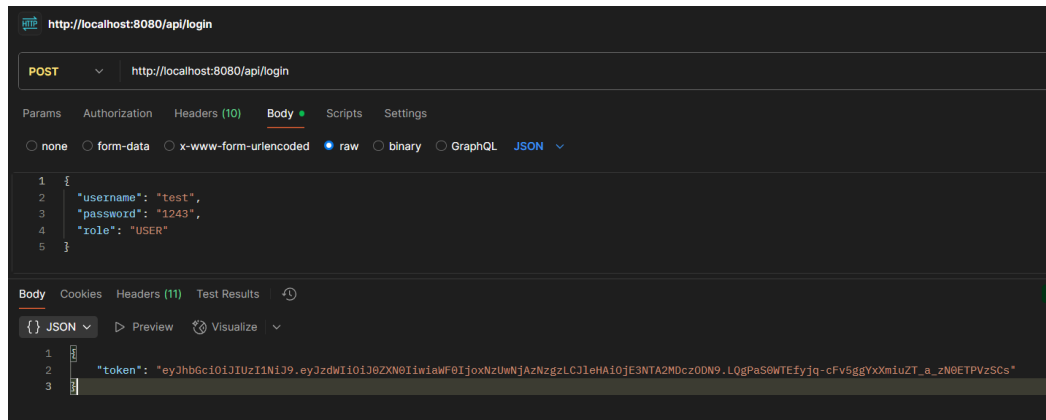 HTTP http://localhost:8080/api/login
POST http://localhost:8080/api/login
Params Authorization Headers (10) Body Scripts Settings
none form-data x-www-form-urlencoded raw binary GraphQL JSON
1 {
2 "username": "test",
3 "password": "1243",
4 "role": "USER"
5 }
Body Cookies Headers (11) Test Results
{} JSON Preview Visualize
1 {
2 "token": "eyJhbGciOiJIUzI1NiJ9.eyJzdWIiOiJ0ZXN0IiwiaWF0IjoxNzUwNjAzNzgzLCJleHAiOjE3NTA2MDczODN9.LQgPaS0WTEfyjq-cFv5ggYxXmiuZT_a_zN0ETPVzSCs"
3 }